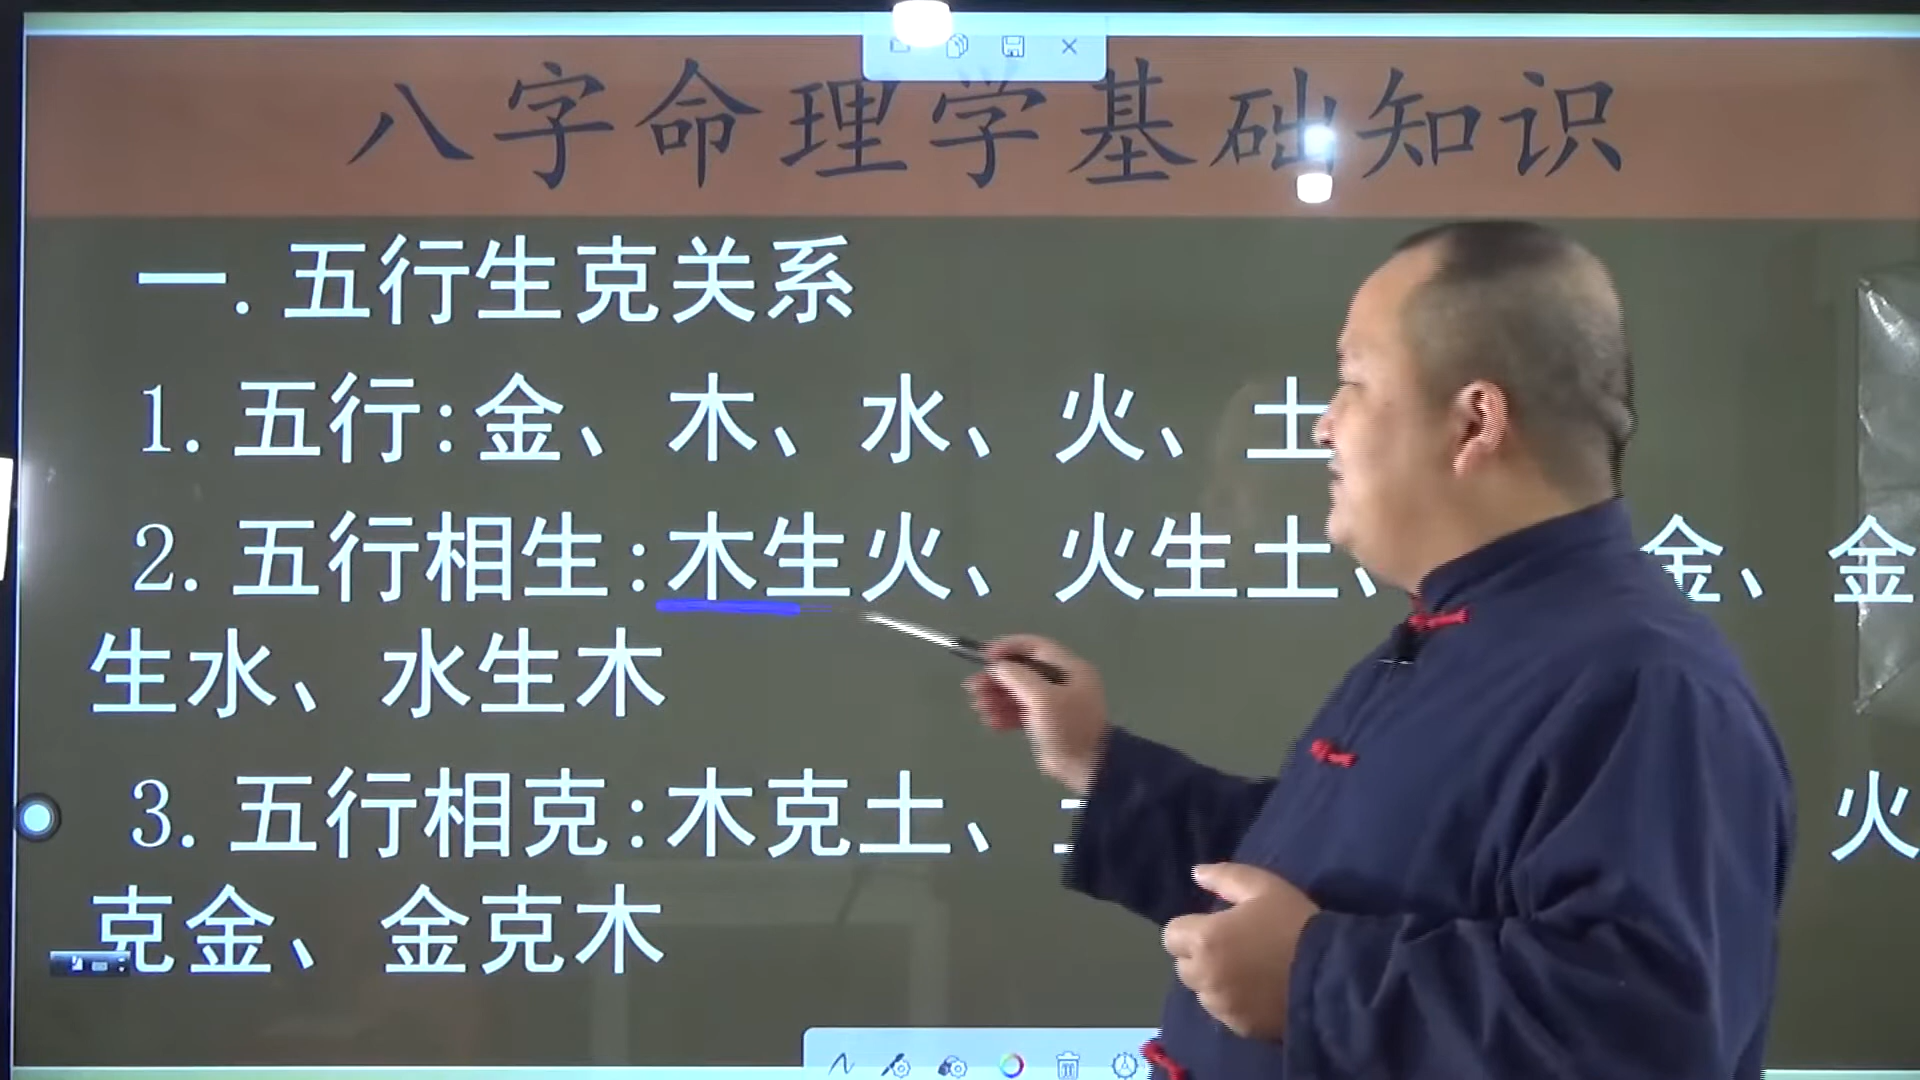 八字命理学基础知识
一.五行生克关系
1.五行:金、木、水、火、土
2.五行相生:木生火、火生土、金、金
生水、水生木
3.五行相克:木克土、火
克金、金克木